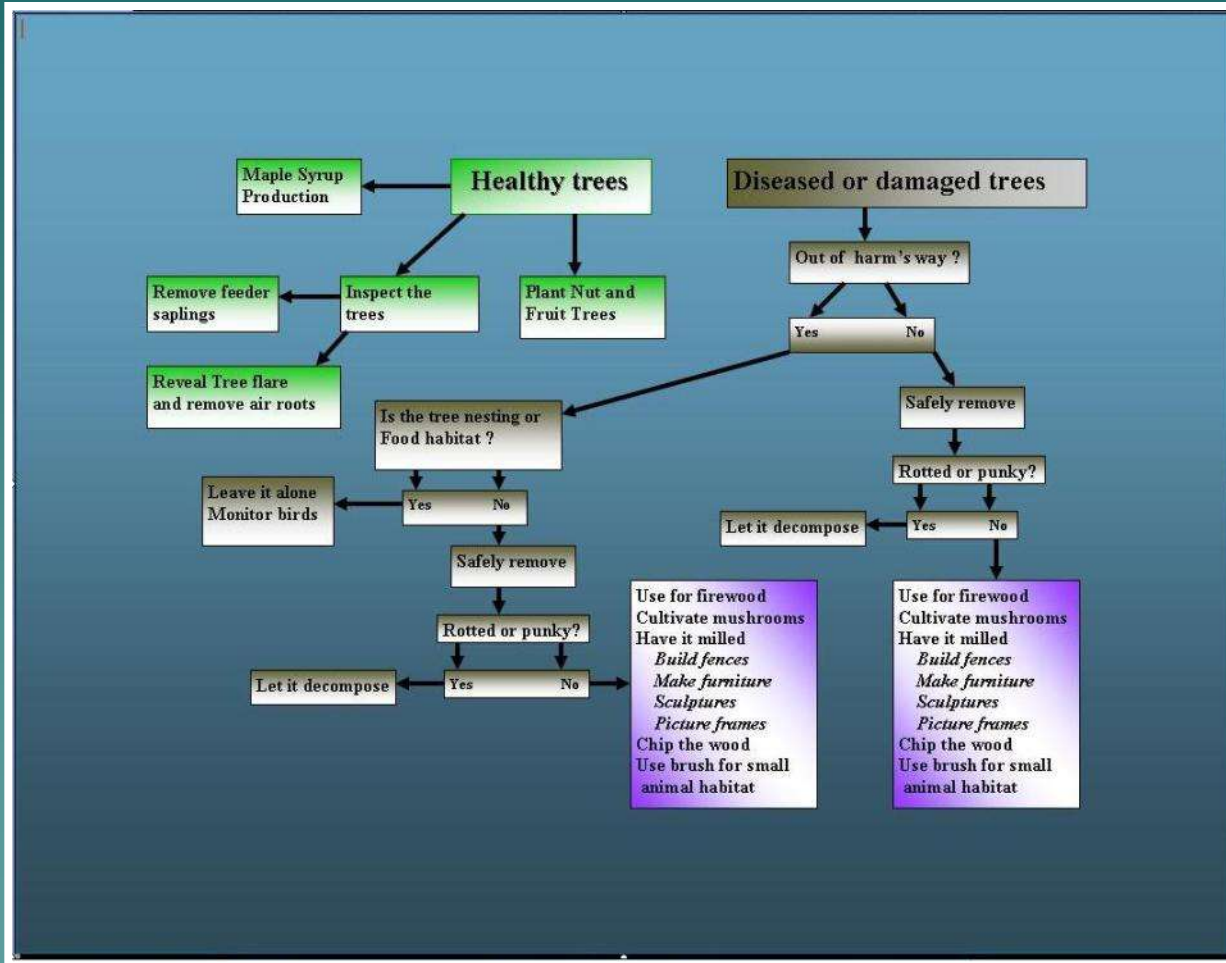 Healthy trees
Maple Syrup
Production
Remove feeder
saplings
Inspect the
trees
Plant Nut and
Fruit Trees
Reveal Tree flare
and remove air roots
Diseased or damaged trees
Out of harm's way ?
Yes No
Is the tree nesting or
Food habitat ?
Yes No
Leave it alone
Monitor birds
Safely remove
Rotted or punky?
Yes No
Let it decompose
Use for firewood
Cultivate mushrooms
Have it milled
Build fences
Make furniture
Sculptures
Picture frames
Chip the wood
Use brush for small
animal habitat
Safely remove
Rotted or punky?
Yes No
Let it decompose
Use for firewood
Cultivate mushrooms
Have it milled
Build fences
Make furniture
Sculptures
Picture frames
Chip the wood
Use brush for small
animal habitat